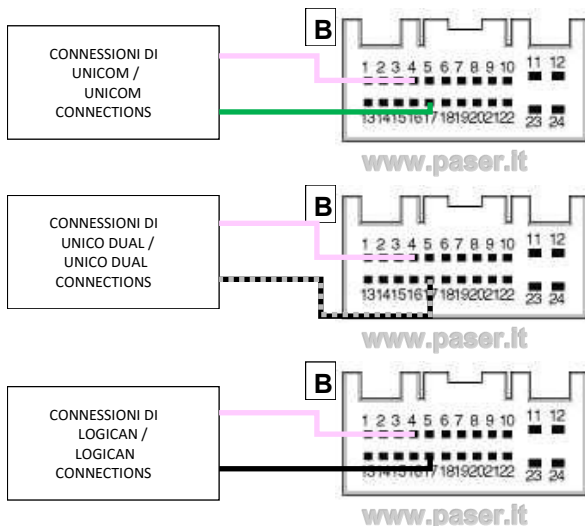 B
CONNESSIONI DI
UNICOM /
UNICOM
CONNECTIONS
1 2 3 4 5 6 7 8 9 10 11 12
13141516171819202122 23 24
www.paser.it
B
CONNESSIONI DI
UNICO DUAL /
UNICO DUAL
CONNECTIONS
1 2 3 4 5 6 7 8 9 10 11 12
13141516171819202122 23 24
www.paser.it
B
CONNESSIONI DI
LOGICAN /
LOGICAN
CONNECTIONS
1 2 3 4 5 6 7 8 9 10 11 12
13141516171819202122 23 24
www.paser.it